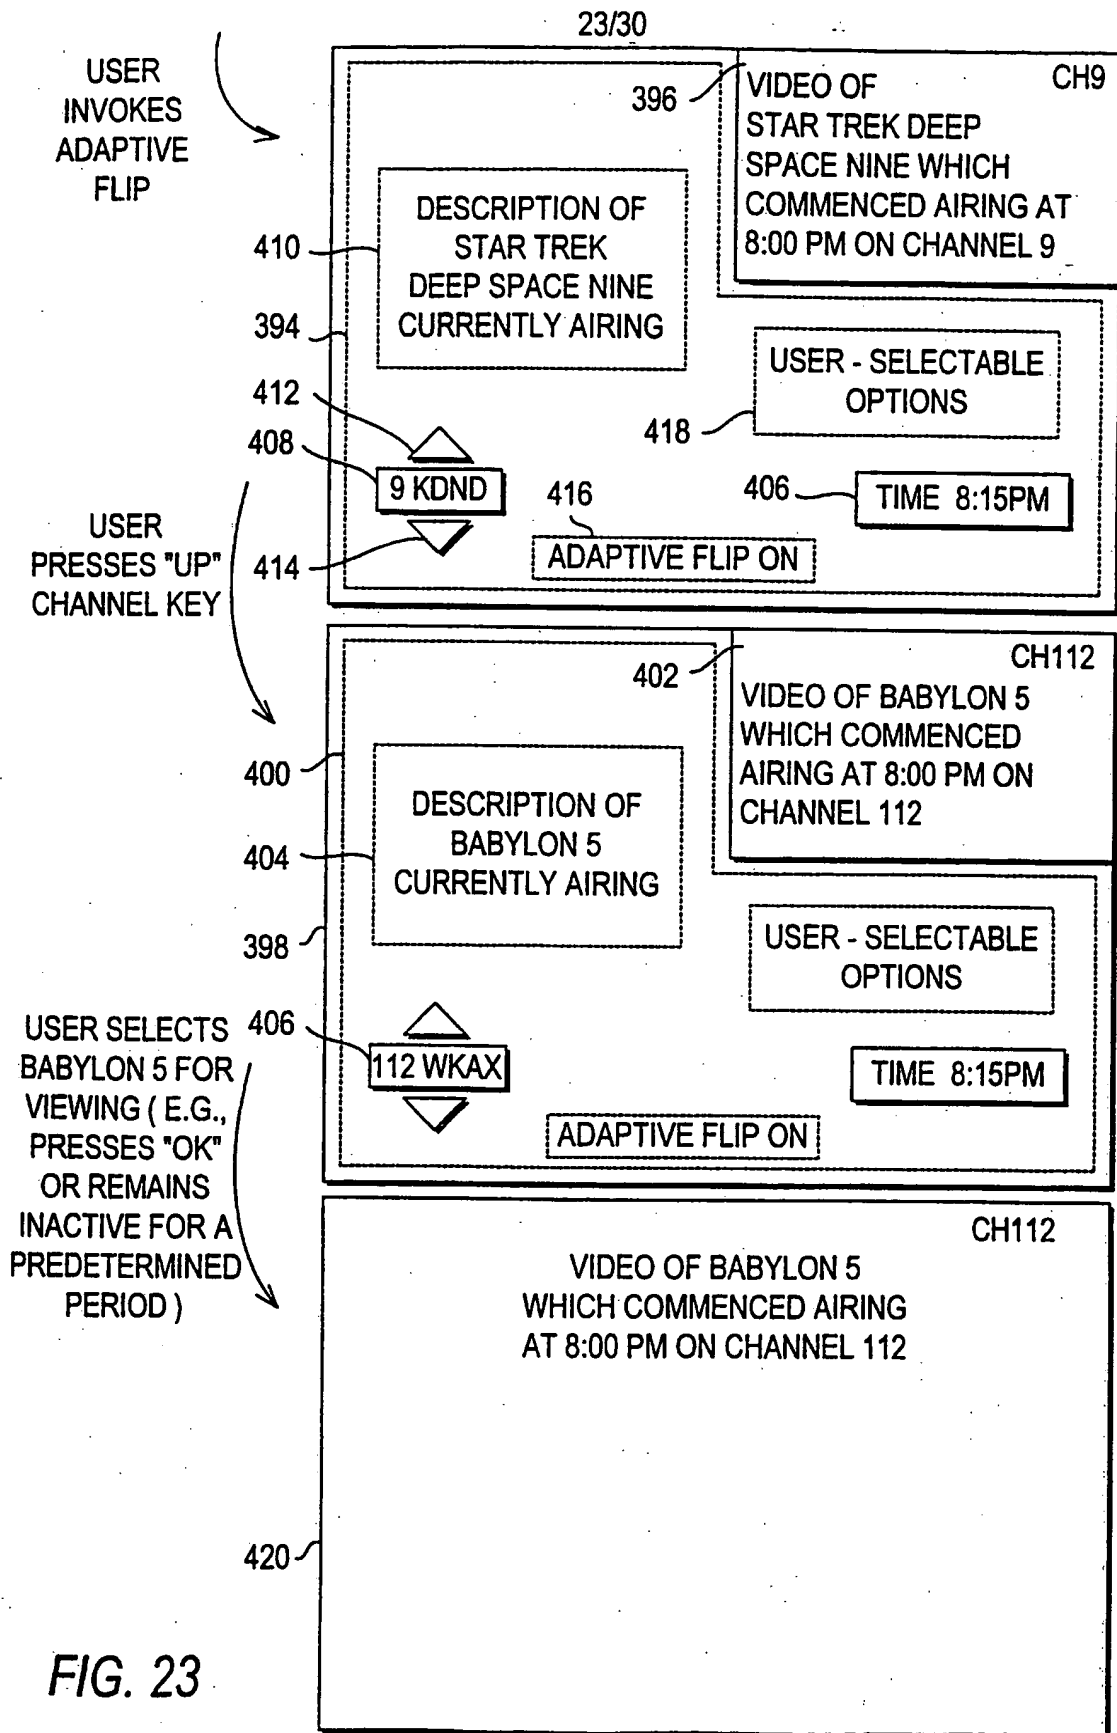 23/30
USER
INVOKES
ADAPTIVE
FLIP
396
CH9
VIDEO OF
STAR TREK DEEP
SPACE NINE WHICH
COMMENCED AIRING AT
8:00 PM ON CHANNEL 9
410
DESCRIPTION OF
STAR TREK
DEEP SPACE NINE
CURRENTLY AIRING
394
USER - SELECTABLE
OPTIONS
418
412
408
9 KDND
416
406
TIME 8:15PM
414
ADAPTIVE FLIP ON
USER
PRESSES "UP"
CHANNEL KEY
402
CH112
VIDEO OF BABYLON 5
WHICH COMMENCED
AIRING AT 8:00 PM ON
CHANNEL 112
400
DESCRIPTION OF
BABYLON 5
CURRENTLY AIRING
404
398
USER - SELECTABLE
OPTIONS
406
112 WKAX
TIME 8:15PM
ADAPTIVE FLIP ON
USER SELECTS
BABYLON 5 FOR
VIEWING ( E.G.,
PRESSES "OK"
OR REMAINS
INACTIVE FOR A
PREDETERMINED
PERIOD )
CH112
VIDEO OF BABYLON 5
WHICH COMMENCED AIRING
AT 8:00 PM ON CHANNEL 112
420
FIG. 23